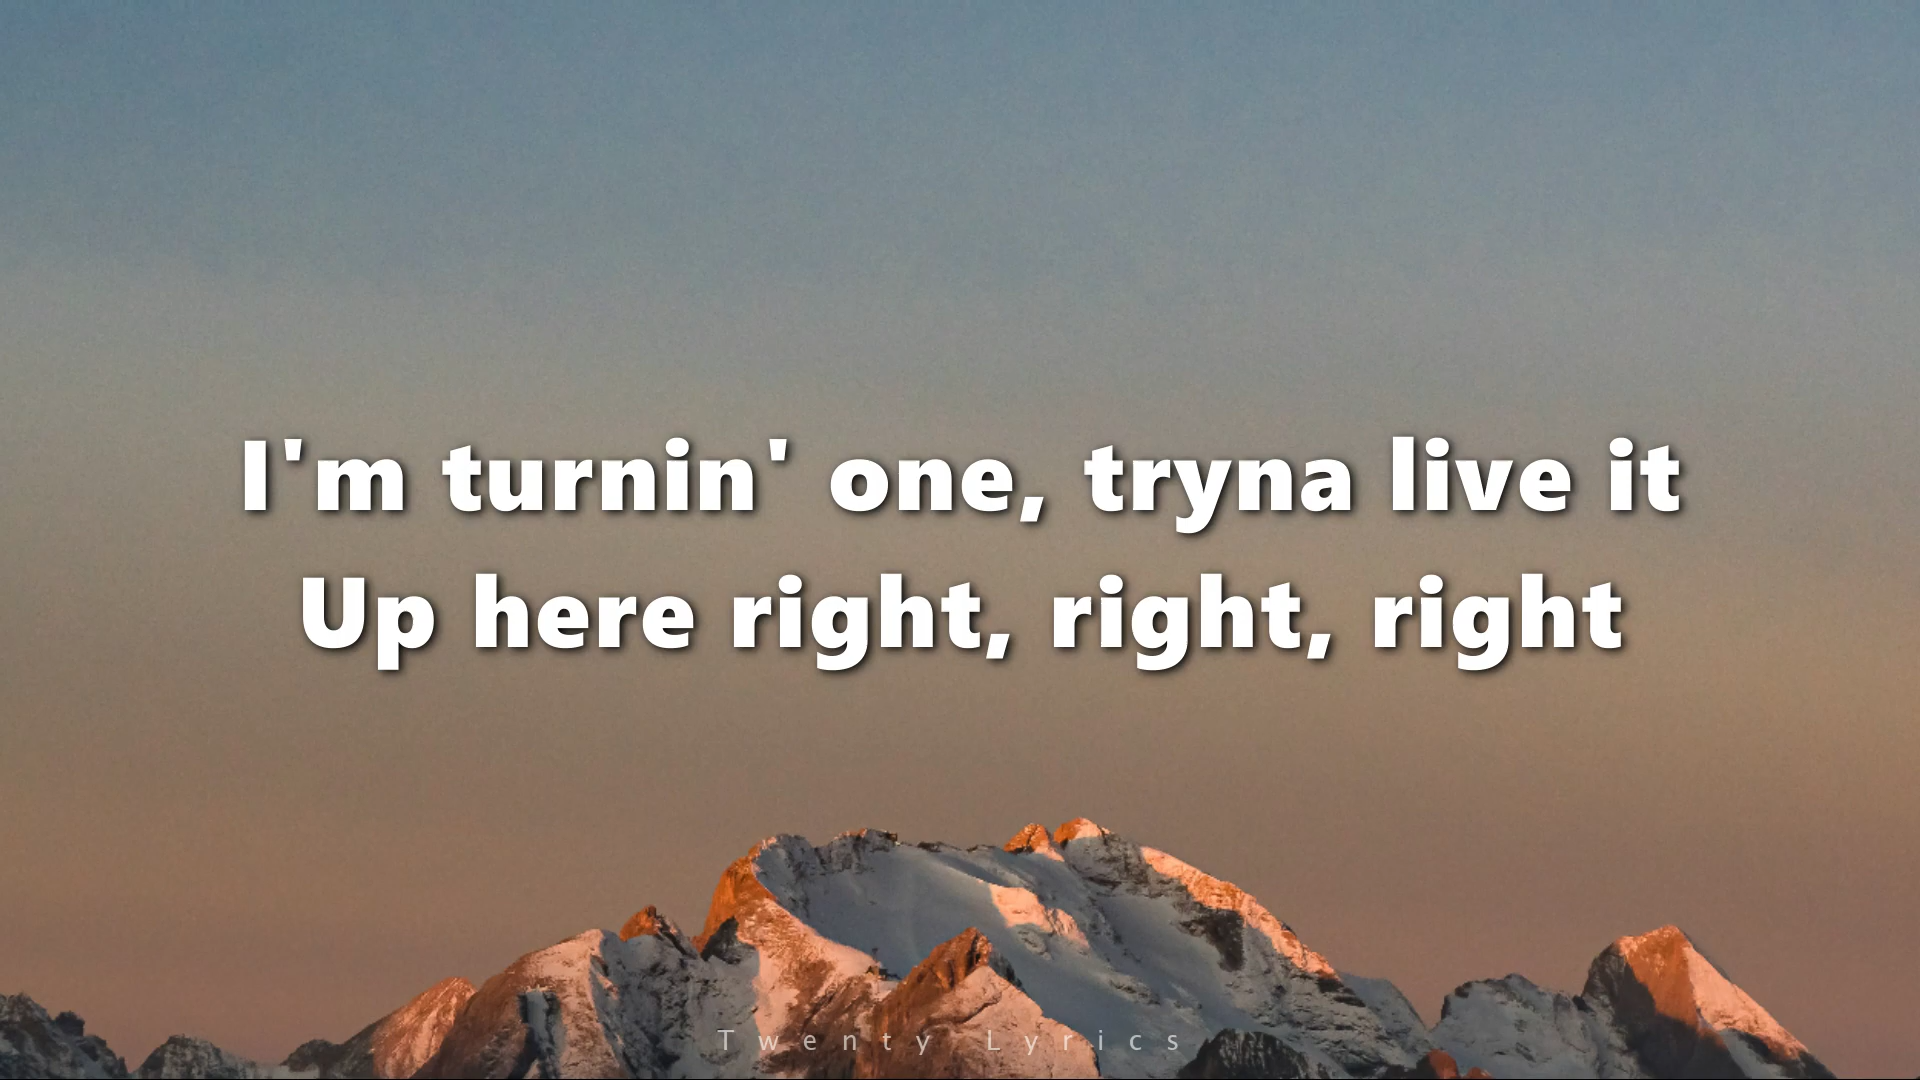 I'm turnin' one, tryna live it
Up here right, right, right
Twenty Lyrics